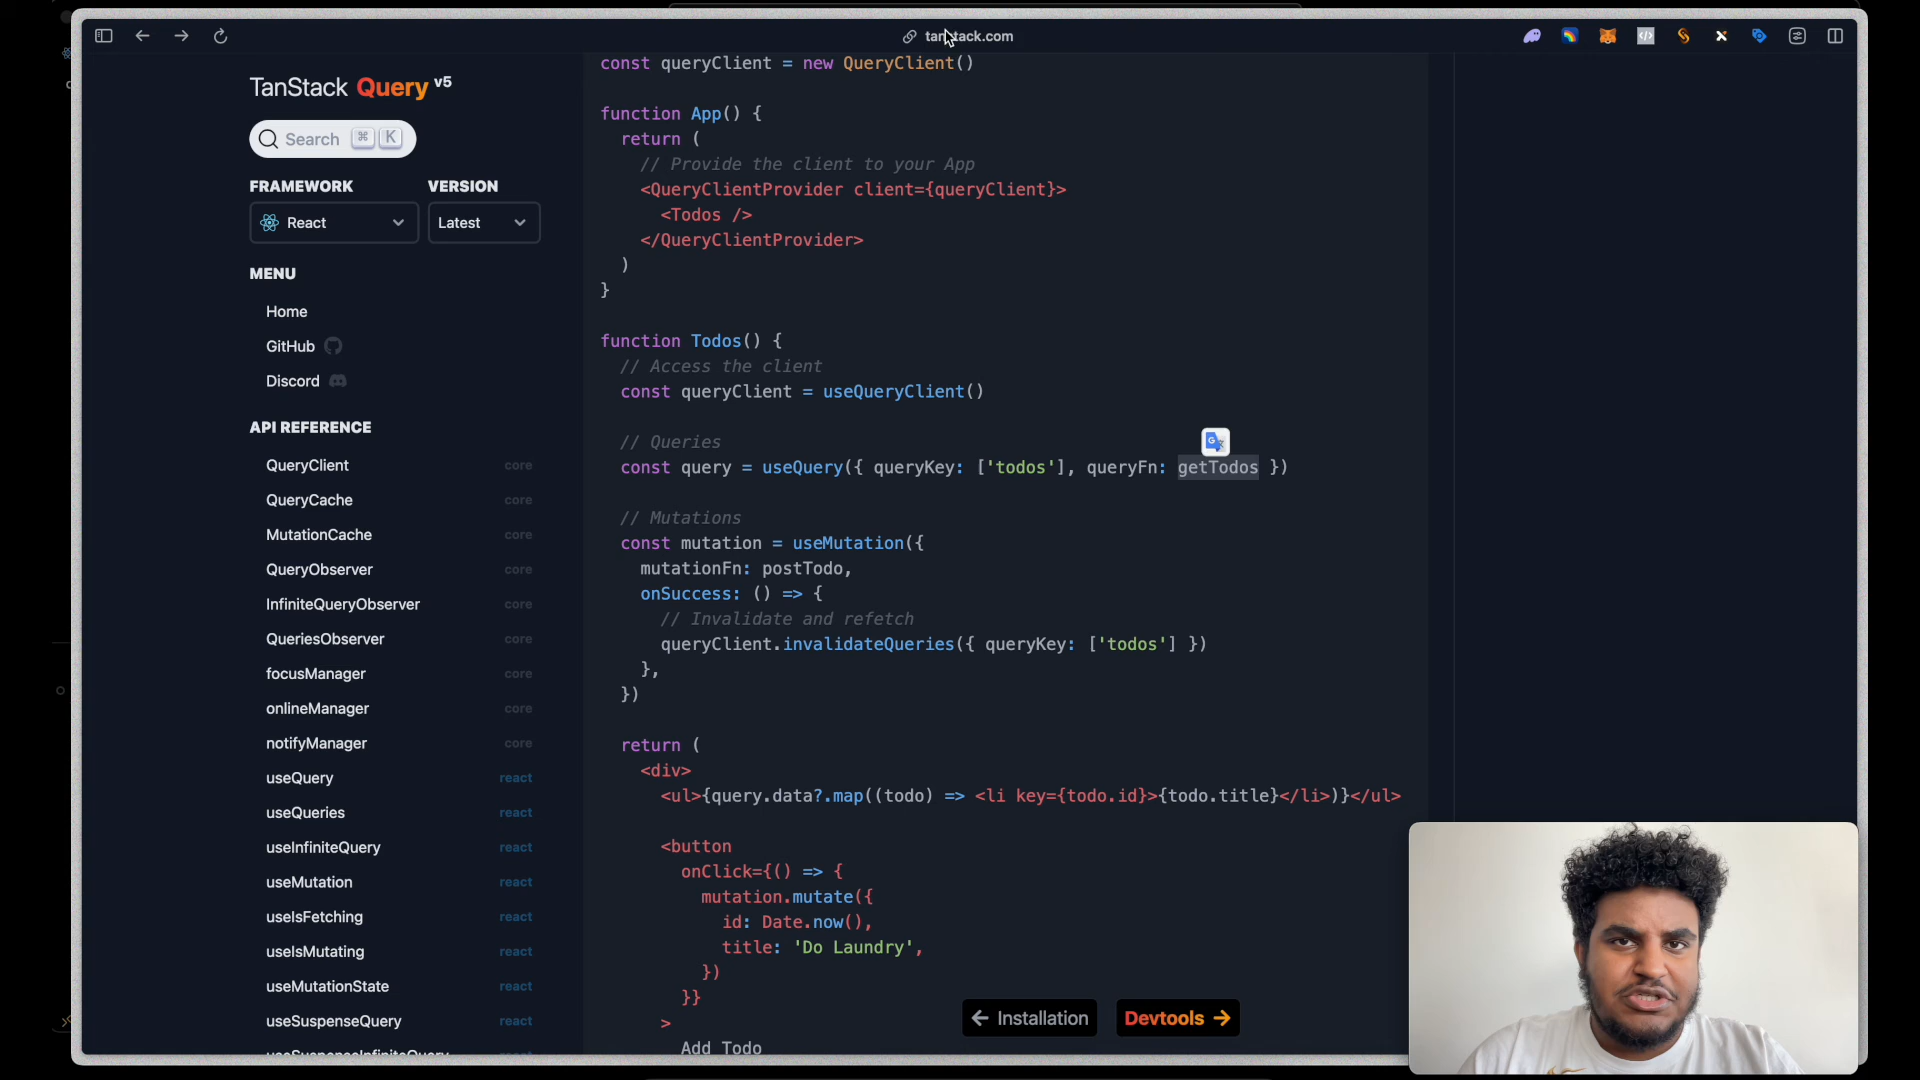 tanstack.com
TanStack Query v5
Search ⌘ K
FRAMEWORK
VERSION
React
Latest
MENU
Home
GitHub
Discord
API REFERENCE
QueryClient core
QueryCache core
MutationCache core
QueryObserver core
InfiniteQueryObserver core
QueriesObserver core
focusManager core
onlineManager core
notifyManager core
useQuery react
useQueries react
useInfiniteQuery react
useMutation react
useIsFetching react
useIsMutating react
useMutationState react
useSuspenseQuery react
useSuspenseInfiniteQuery
const queryClient = new QueryClient()
function App() {
return (
// Provide the client to your App
<QueryClientProvider client={queryClient}>
<Todos />
</QueryClientProvider>
)
}
function Todos() {
// Access the client
const queryClient = useQueryClient()
// Queries
const query = useQuery({ queryKey: ['todos'], queryFn: getTodos })
// Mutations
const mutation = useMutation({
mutationFn: postTodo,
onSuccess: () => {
// Invalidate and refetch
queryClient.invalidateQueries({ queryKey: ['todos'] })
},
})
return (
<div>
<ul>{query.data?.map((todo) => <li key={todo.id}>{todo.title}</li>)}</ul>
<button
onClick={() => {
mutation.mutate({
id: Date.now(),
title: 'Do Laundry',
})
}}
>
Add Todo
← Installation
Devtools →